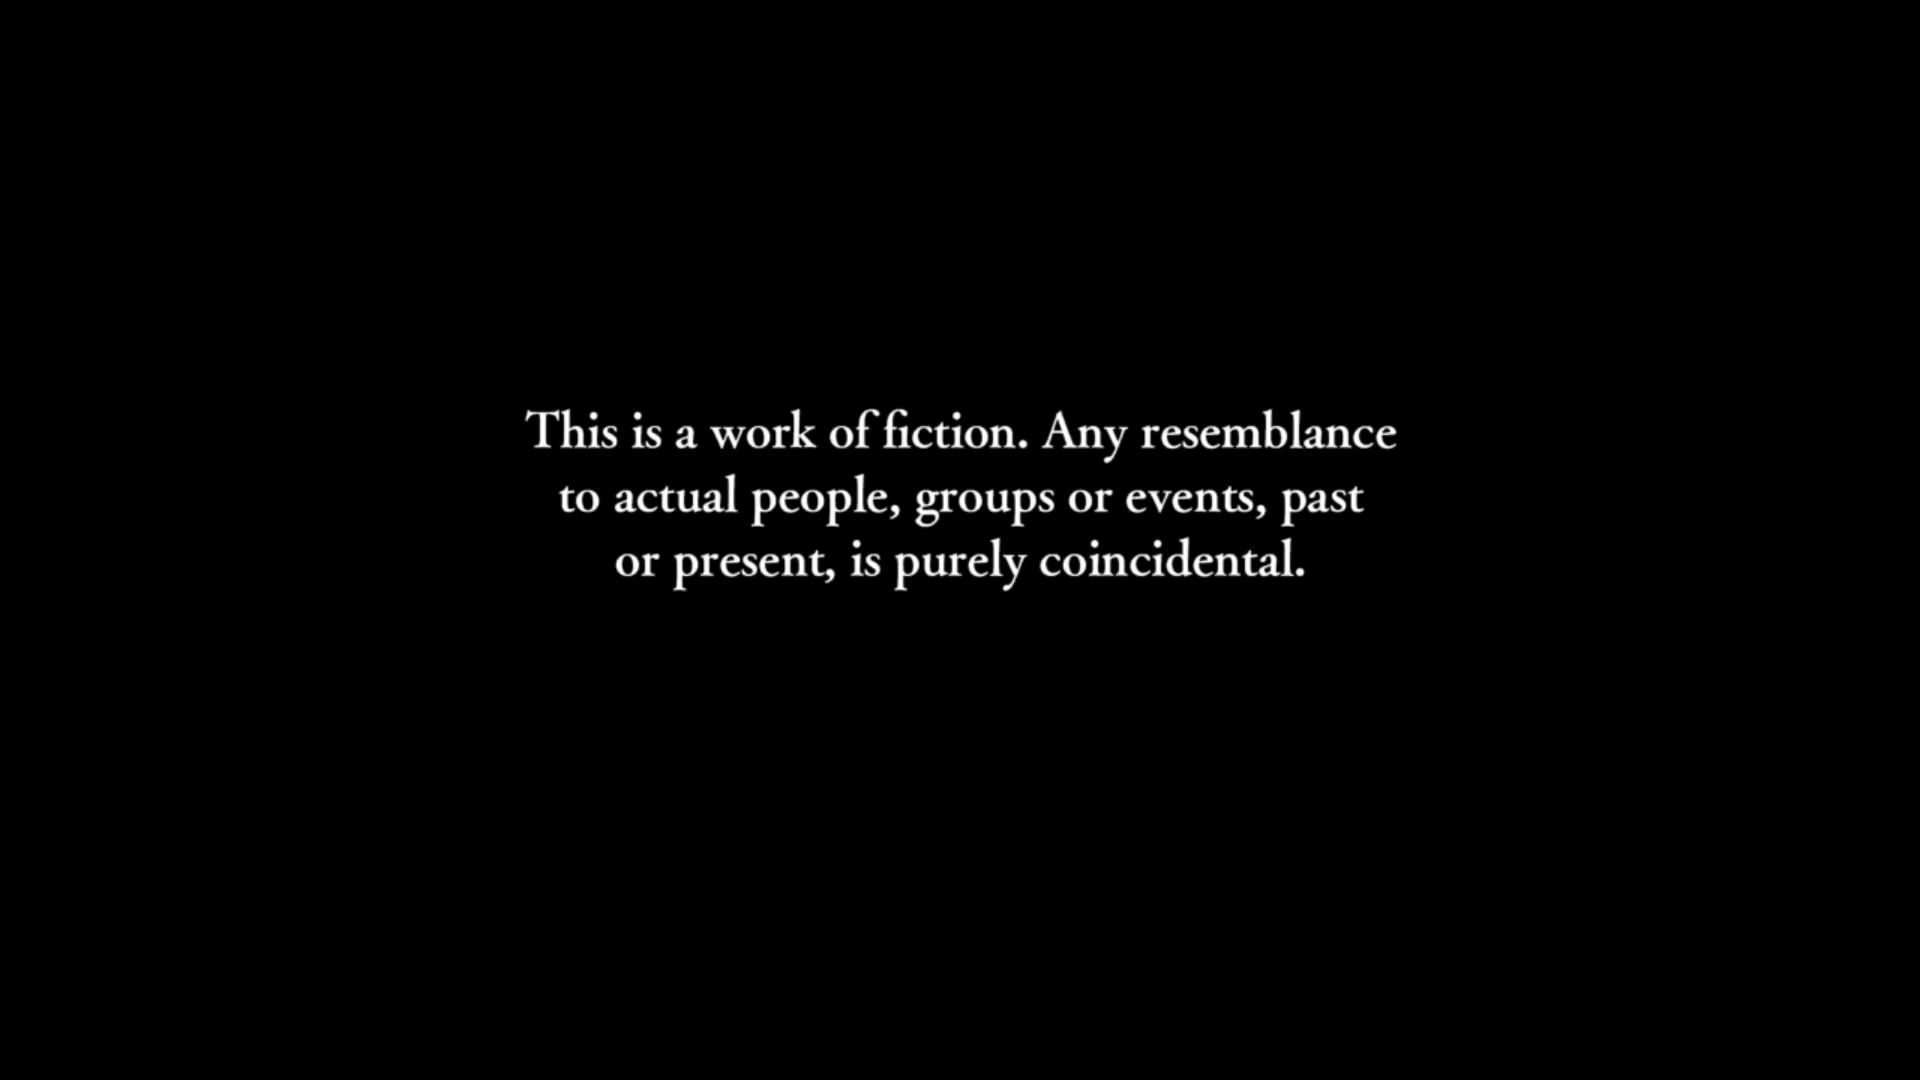 This is a work of fiction. Any resemblance
to actual people, groups or events, past
or present, is purely coincidental.